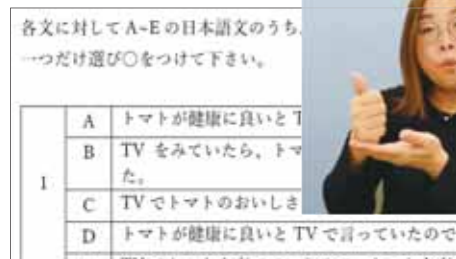 各文に対して A~E の日本語文のうち、
一つだけ選び○をつけて下さい。
1
A トマトが健康に良いと T
B TV をみていたら、トマ
た。
C TV でトマトのおいしさ
D トマトが健康に良いと TV で言っていたので